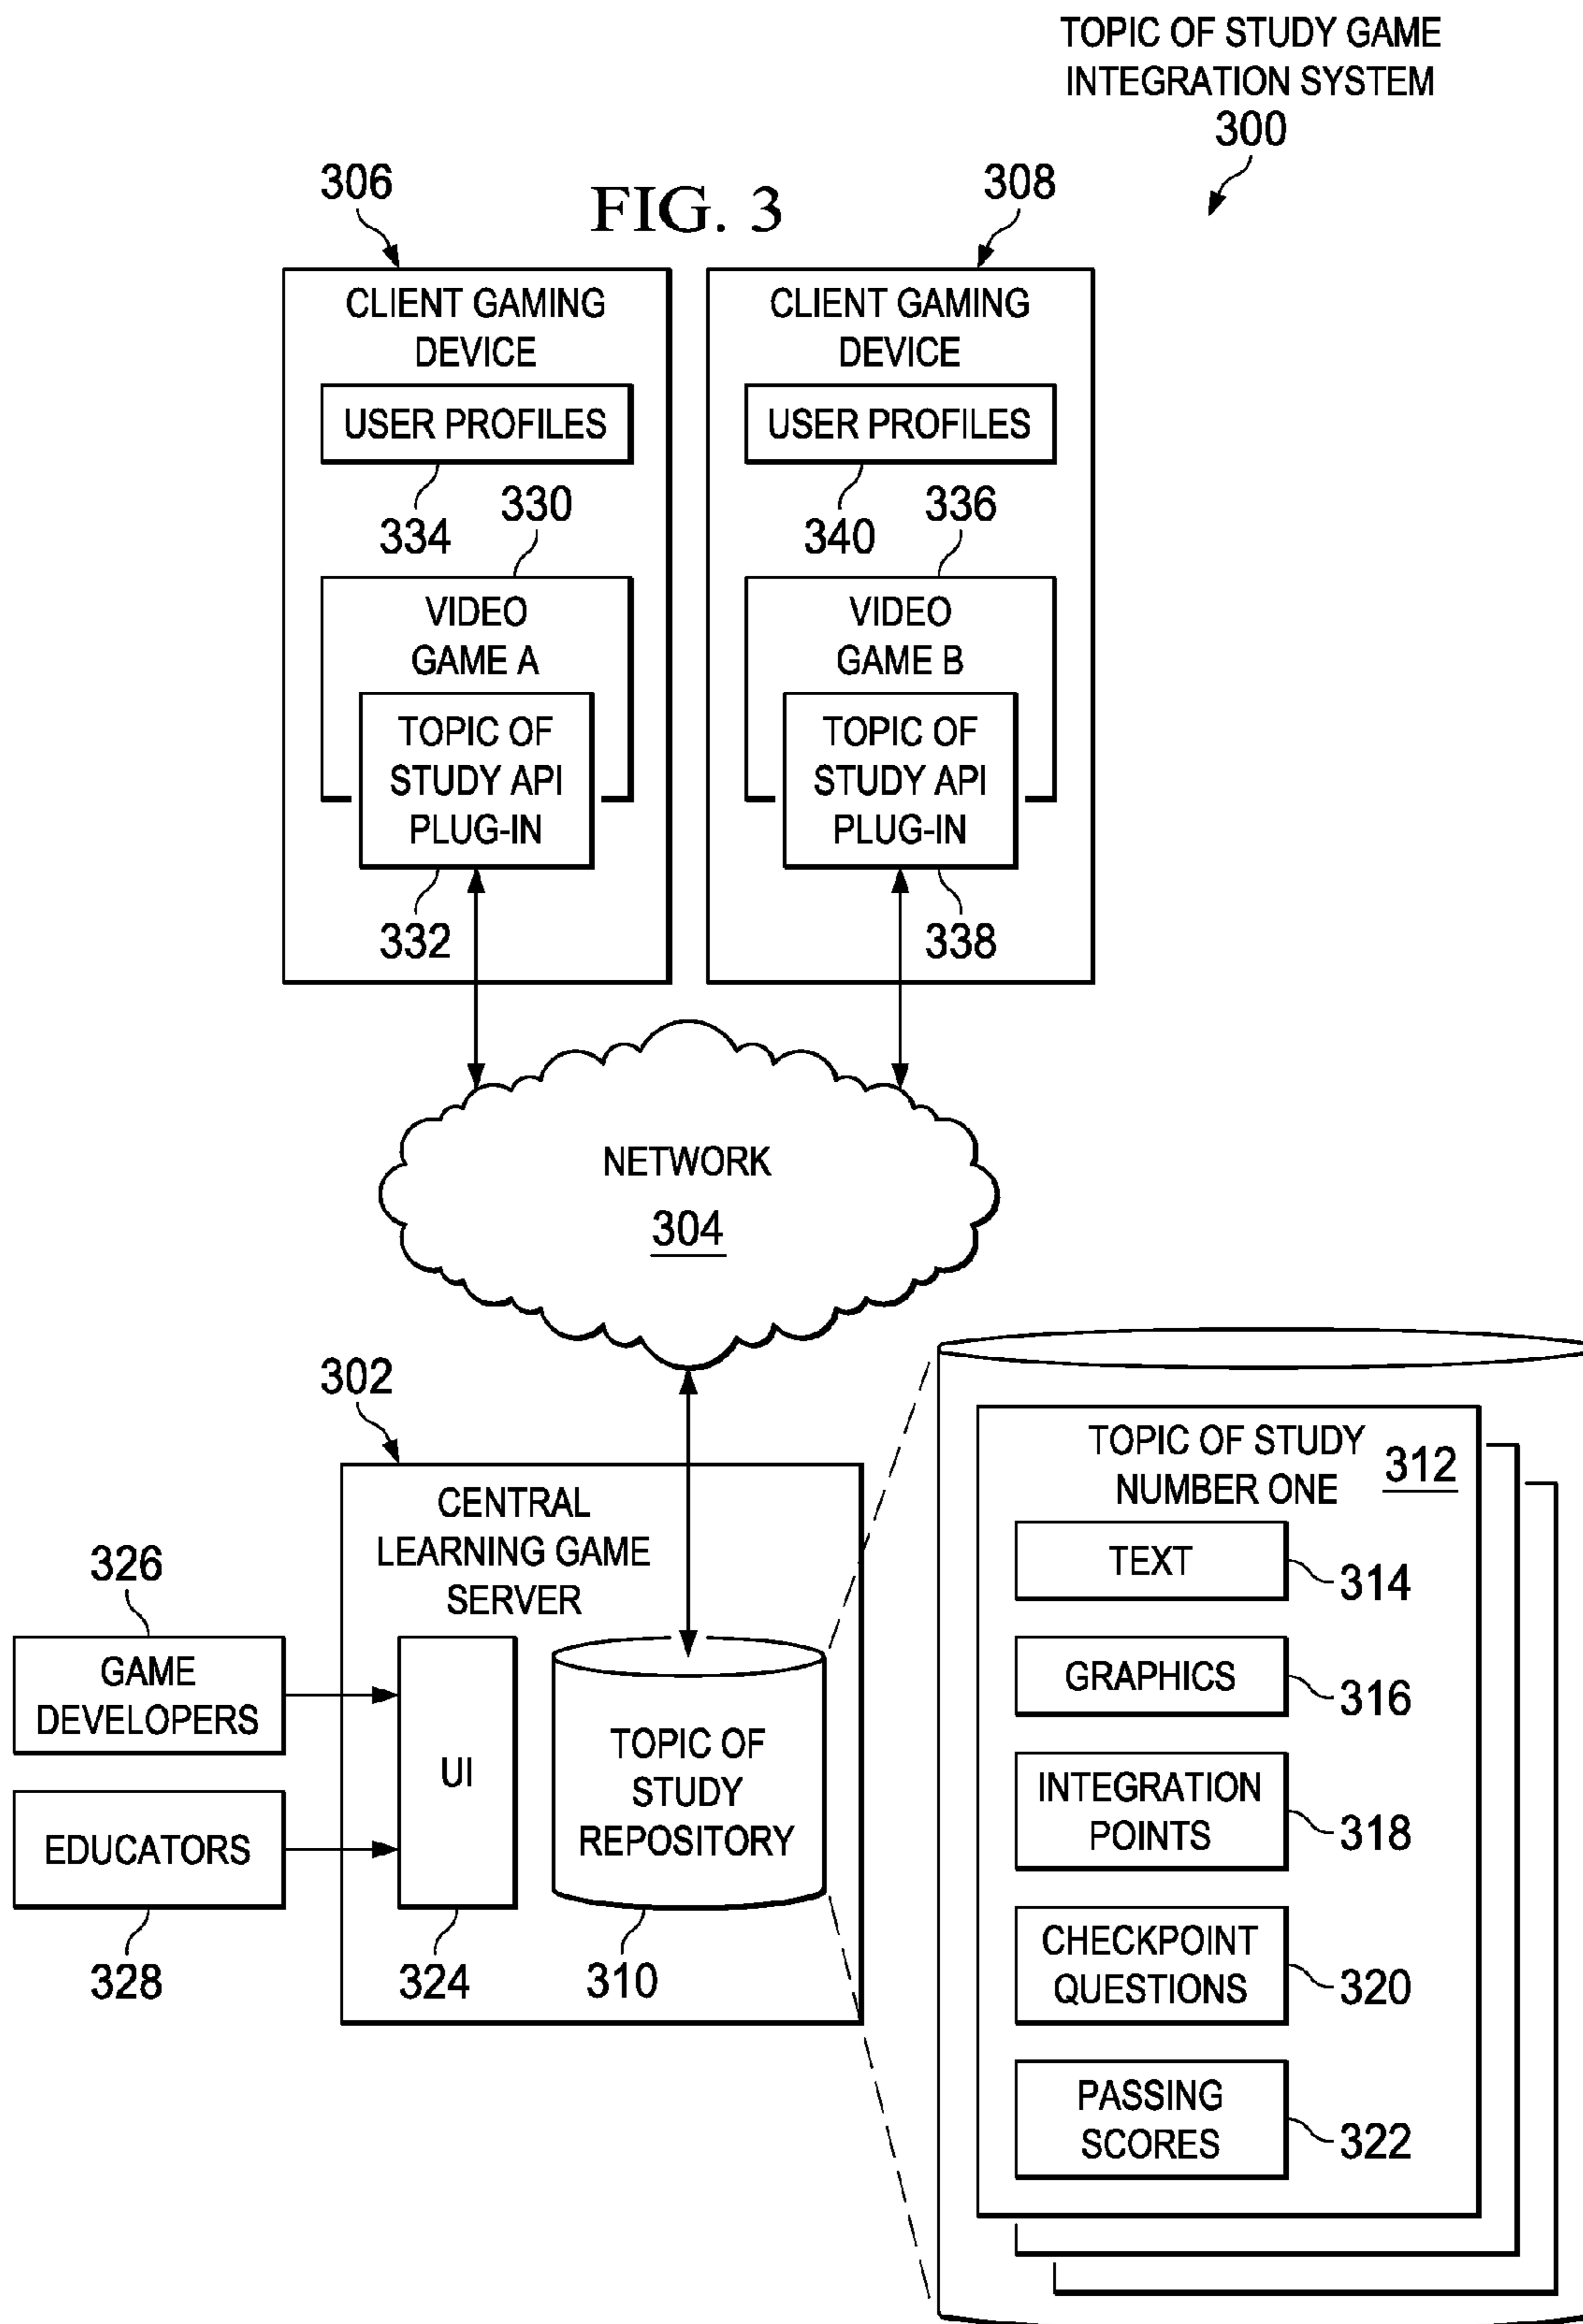 TOPIC OF STUDY GAME
INTEGRATION SYSTEM
300
306
FIG. 3
308
CLIENT GAMING
DEVICE
USER PROFILES
334
330
VIDEO
GAME A
TOPIC OF
STUDY API
PLUG-IN
332
CLIENT GAMING
DEVICE
USER PROFILES
340
336
VIDEO
GAME B
TOPIC OF
STUDY API
PLUG-IN
338
NETWORK
304
302
CENTRAL
LEARNING GAME
SERVER
326
GAME
DEVELOPERS
EDUCATORS
328
UI
324
TOPIC OF
STUDY
REPOSITORY
310
TOPIC OF STUDY
NUMBER ONE
312
TEXT
314
GRAPHICS
316
INTEGRATION
POINTS
318
CHECKPOINT
QUESTIONS
320
PASSING
SCORES
322